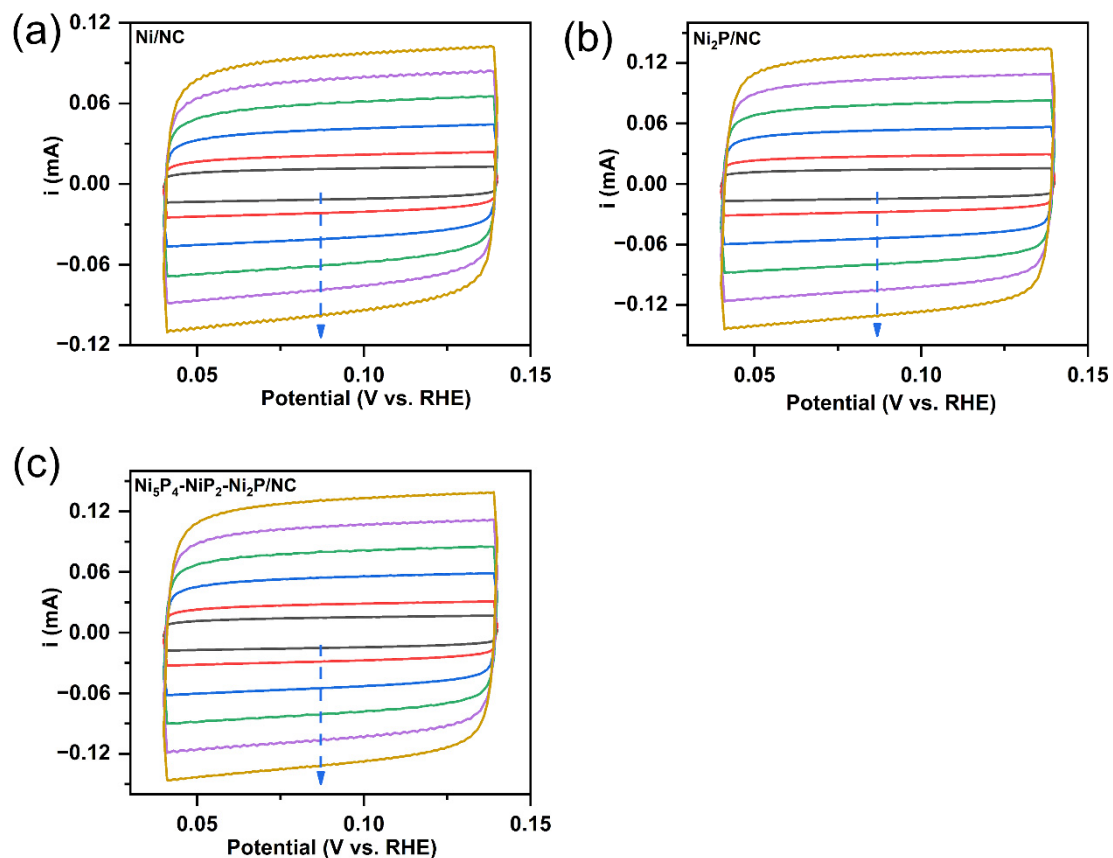 (a)
Ni/NC
0.12
0.06
0.00
−0.06
−0.12
i (mA)
0.05
0.10
0.15
Potential (V vs. RHE)
(b)
Ni₂P/NC
0.12
0.06
0.00
−0.06
−0.12
i (mA)
0.05
0.10
0.15
Potential (V vs. RHE)
(c)
Ni₅P₄-NiP₂-Ni₂P/NC
0.12
0.06
0.00
−0.06
−0.12
i (mA)
0.05
0.10
0.15
Potential (V vs. RHE)